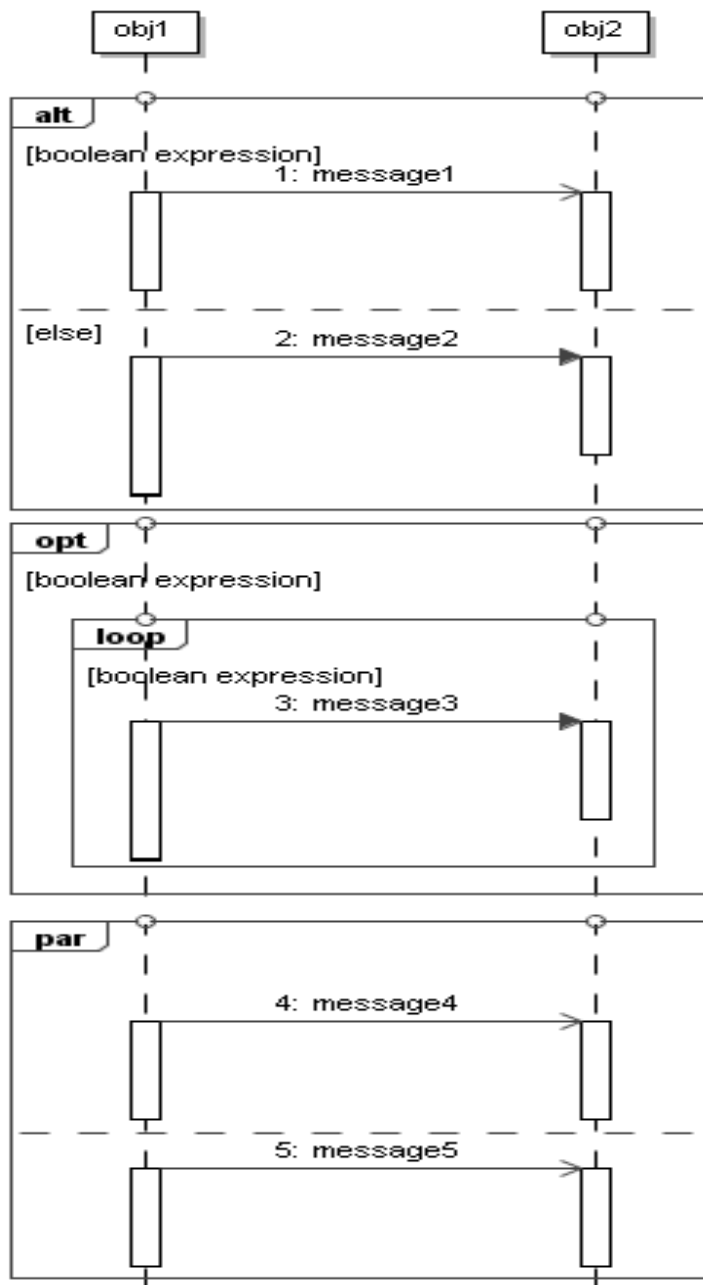 obj1 obj2
alt
[boolean expression]
1: message1
[else]
2: message2
opt
[boolean expression]
loop
[boolean expression]
3: message3
par
4: message4
5: message5